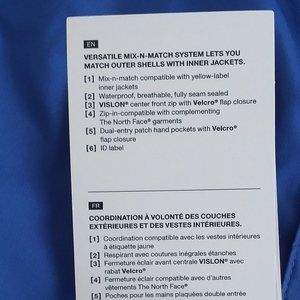 EN
VERSATILE MIX-N-MATCH SYSTEM LETS YOU
MATCH OUTER SHELLS WITH INNER JACKETS.
[1] Mix-n-match compatible with yellow-label
inner jackets
[2] Waterproof, breathable, fully seam sealed
[3] VISLON® center front zip with Velcro® flap closure
[4] Zip-in-compatible with complementing
The North Face® garments
[5] Dual-entry patch hand pockets with Velcro®
flap closure
[6] ID label
FR
COORDINATION À VOLONTÉ DES COUCHES
EXTÉRIEURES ET DES VESTES INTÉRIEURES.
[1] Coordination compatible avec les vestes intérieures
à étiquette jaune
[2] Respirant avec coutures intégrales étanches
[3] Fermeture éclair avant centrale VISLON® avec
rabat Velcro®
[4] Fermeture éclair compatible avec d'autres
vêtements The North Face®
[5] Poches pour les mains plaquées double entrée